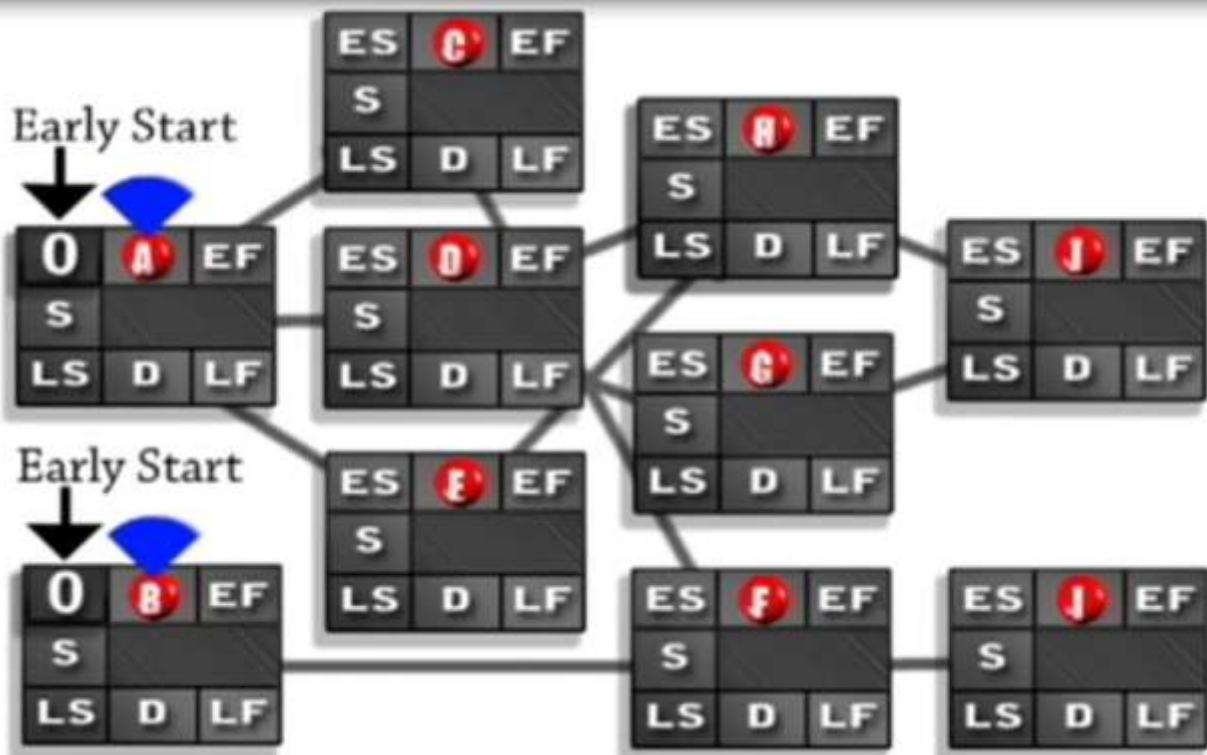 ES C EF
S
LS D LF
Early Start
0 A EF
S
LS D LF
ES D EF
S
LS D LF
ES H EF
S
LS D LF
ES J EF
S
LS D LF
ES G EF
S
LS D LF
Early Start
0 B EF
S
LS D LF
ES E EF
S
LS D LF
ES F EF
S
LS D LF
ES J EF
S
LS D LF